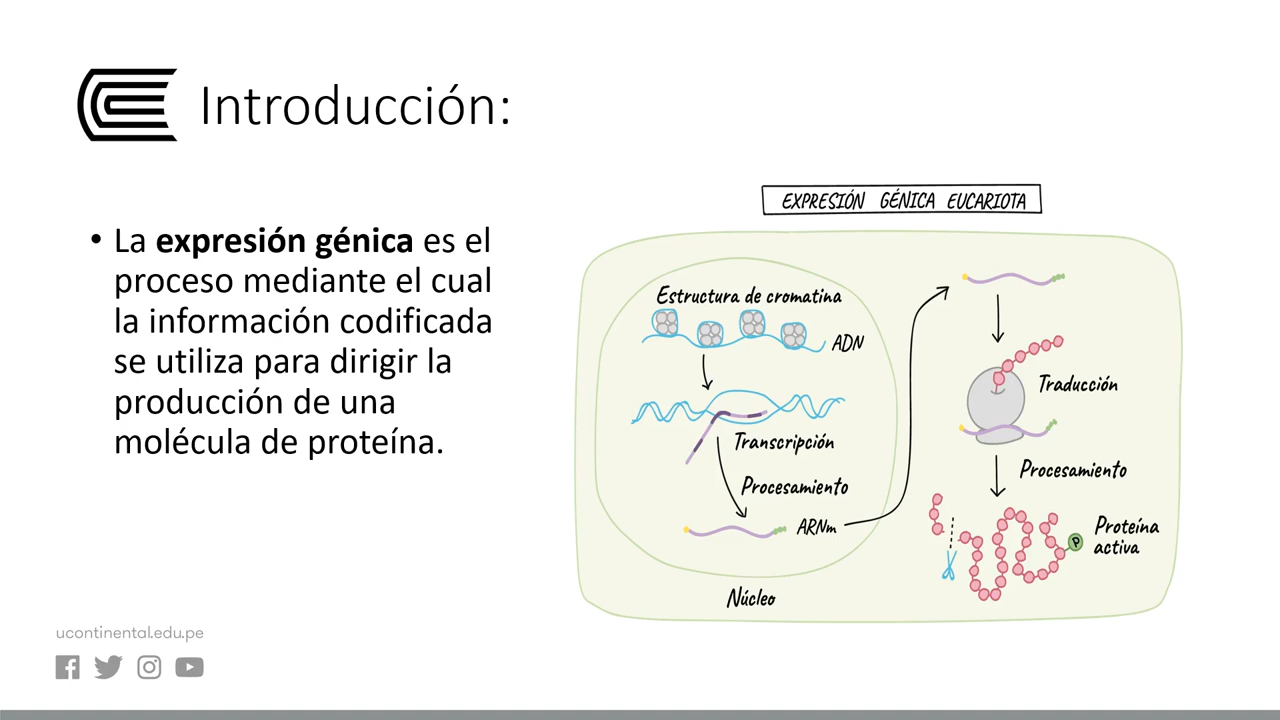 Introducción:
• La expresión génica es el
proceso mediante el cual
la información codificada
se utiliza para dirigir la
producción de una
molécula de proteína.
EXPRESIÓN GÉNICA EUCARIOTA
Estructura de cromatina
ADN
Transcripción
Procesamiento
ARNm
Núcleo
Traducción
Procesamiento
P
Proteína
activa
ucontinental.edu.pe